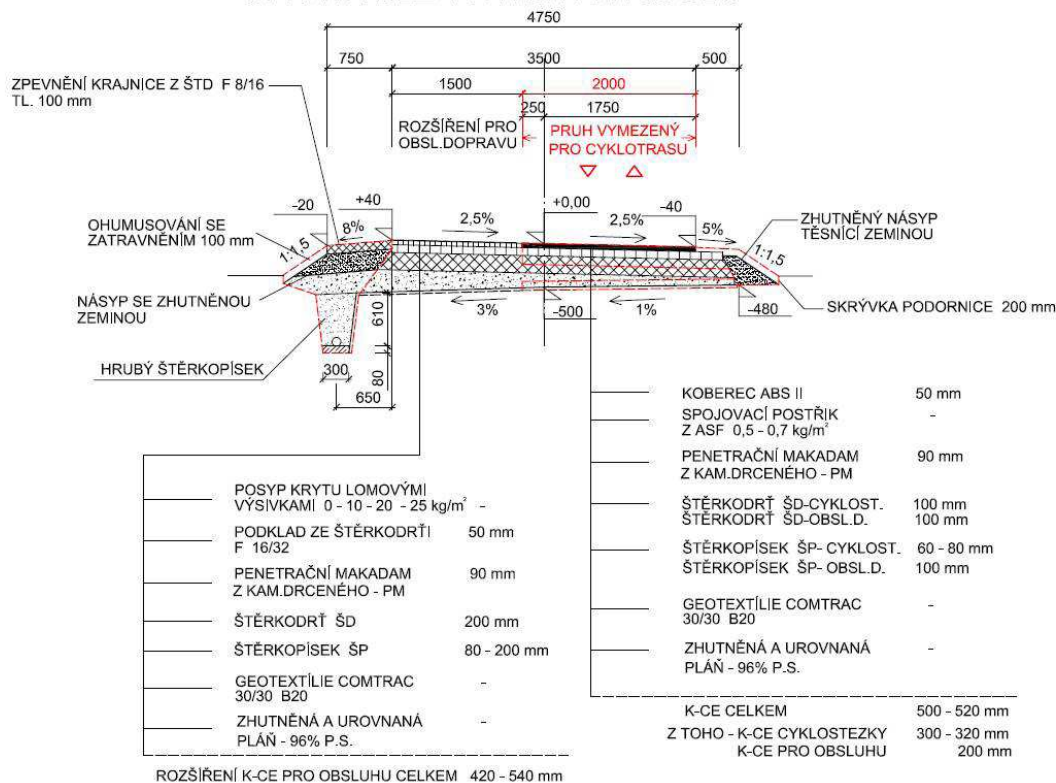 4750
750
3500
500
1500
2000
250
1750
ZPEVNĚNÍ KRAJNICE Z ŠTD F 8/16
TL. 100 mm
ROZŠÍŘENÍ PRO
OBSL.DOPRAVU
PRUH VYMEZENÝ
PRO CYKLOTRASU
-20
+40
+0,00
-40
8%
2,5%
2,5%
5%
OHUMUSOVÁNÍ SE
ZATRAVNĚNÍM 100 mm
1:1,5
1:1,5
ZHUTNĚNÝ NÁSYP
TĚSNÍCÍ ZEMINOU
NÁSYP SE ZHUTNĚNOU
ZEMINOU
SKRÝVKA PODORNICE 200 mm
610
3%
-500
1%
-480
HRUBÝ ŠTĚRKOPÍSEK
300
80
650
KOBEREC ABS II 50 mm
SPOJOVACÍ POSTŘIK -
Z ASF 0,5 - 0,7 kg/m²
PENETRAČNÍ MAKADAM 90 mm
Z KAM.DRCENÉHO - PM
ŠTĚRKODRŤ ŠD-CYKLOST. 100 mm
ŠTĚRKODRŤ ŠD-OBSL.D. 100 mm
ŠTĚRKOPÍSEK ŠP- CYKLOST. 60 - 80 mm
ŠTĚRKOPÍSEK ŠP- OBSL.D. 100 mm
GEOTEXTÍLIE COMTRAC -
30/30 B20
ZHUTNĚNÁ A UROVNANÁ -
PLÁŇ - 96% P.S.
K-CE CELKEM 500 - 520 mm
Z TOHO - K-CE CYKLOSTEZKY 300 - 320 mm
K-CE PRO OBSLUHU 200 mm
POSYP KRYTU LOMOVÝMI
VÝSIVKAMI 0 - 10 - 20 - 25 kg/m² -
PODKLAD ZE ŠTĚRKODRTI 50 mm
F 16/32
PENETRAČNÍ MAKADAM 90 mm
Z KAM.DRCENÉHO - PM
ŠTĚRKODRŤ ŠD 200 mm
ŠTĚRKOPÍSEK ŠP 80 - 200 mm
GEOTEXTÍLIE COMTRAC -
30/30 B20
ZHUTNĚNÁ A UROVNANÁ -
PLÁŇ - 96% P.S.
ROZŠÍŘENÍ K-CE PRO OBSLUHU CELKEM 420 - 540 mm